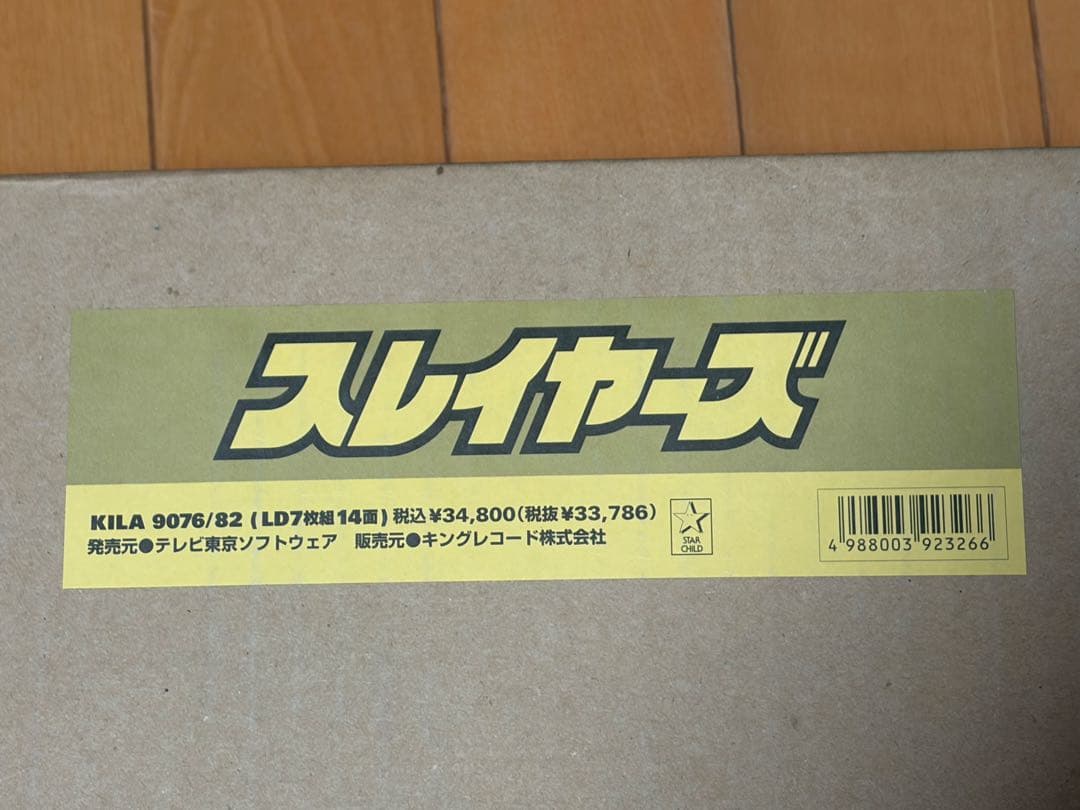 スレイヤーズ
KILA 9076/82 (LD7枚組14面) 税込¥34,800(税抜¥33,786)
発売元●テレビ東京ソフトウェア 販売元●キングレコード株式会社
STAR
CHILD
4 988003 923266